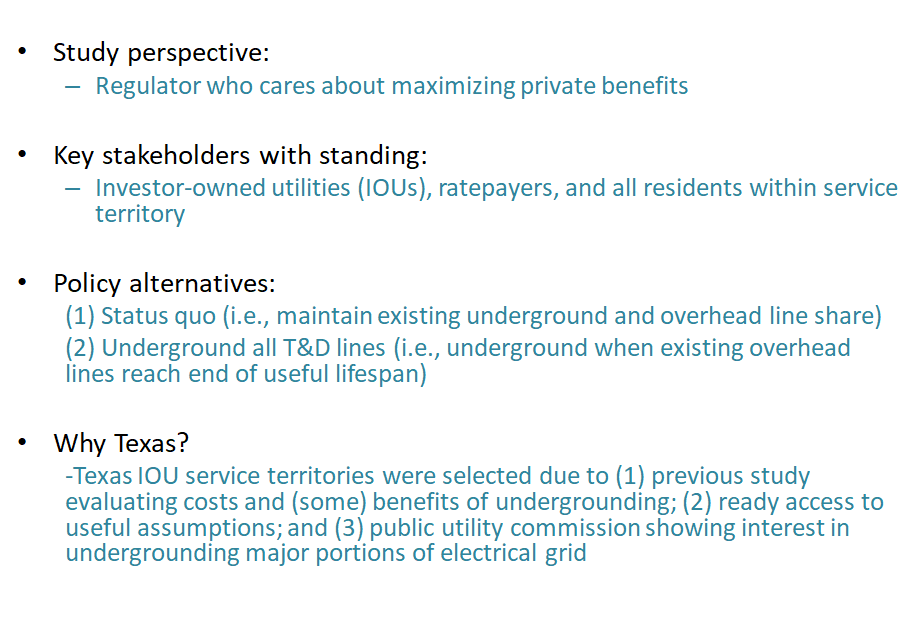 • Study perspective:
– Regulator who cares about maximizing private benefits
• Key stakeholders with standing:
– Investor-owned utilities (IOUs), ratepayers, and all residents within service
territory
• Policy alternatives:
(1) Status quo (i.e., maintain existing underground and overhead line share)
(2) Underground all T&D lines (i.e., underground when existing overhead
lines reach end of useful lifespan)
• Why Texas?
-Texas IOU service territories were selected due to (1) previous study
evaluating costs and (some) benefits of undergrounding; (2) ready access to
useful assumptions; and (3) public utility commission showing interest in
undergrounding major portions of electrical grid